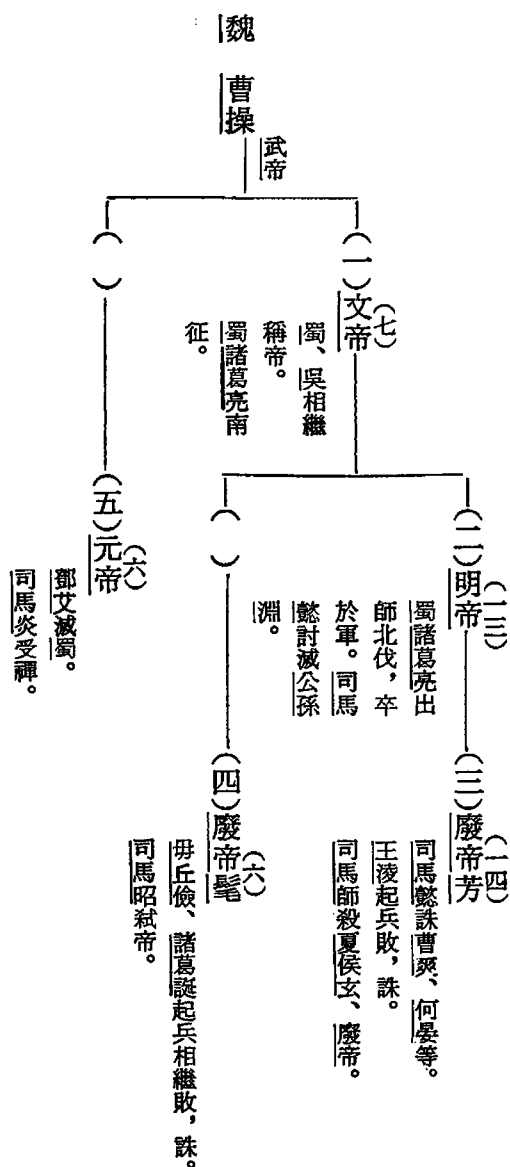 魏　曹操
武帝
（一）文帝
（七）
蜀、吳相繼
稱帝。
蜀諸葛亮南
征。
（二）明帝
（一三）
蜀諸葛亮出
師北伐，卒
於軍。司馬
懿討滅公孫
淵。
（三）廢帝芳
（一四）
司馬懿誅曹爽、何晏等。
王淩起兵敗，誅。
司馬師殺夏侯玄、廢帝。
（　）
（四）廢帝髦
（六）
毌丘儉、諸葛誕起兵相繼敗，誅。
司馬昭弑帝。
（　）
（五）元帝
（六）
鄧艾滅蜀。
司馬炎受禪。